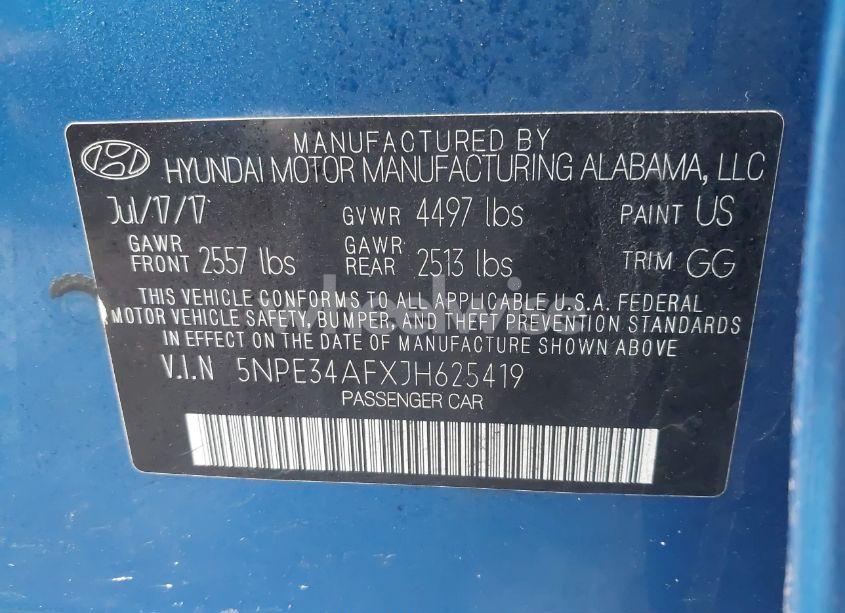 MANUFACTURED BY
HYUNDAI MOTOR MANUFACTURING ALABAMA, LLC
Jul/17/17 GVWR 4497 lbs PAINT US
GAWR FRONT 2557 lbs GAWR REAR 2513 lbs TRIM GG
THIS VEHICLE CONFORMS TO ALL APPLICABLE U.S.A. FEDERAL
MOTOR VEHICLE SAFETY, BUMPER, AND THEFT PREVENTION STANDARDS
IN EFFECT ON THE DATE OF MANUFACTURE SHOWN ABOVE
V.I.N 5NPE34AFXJH625419
PASSENGER CAR